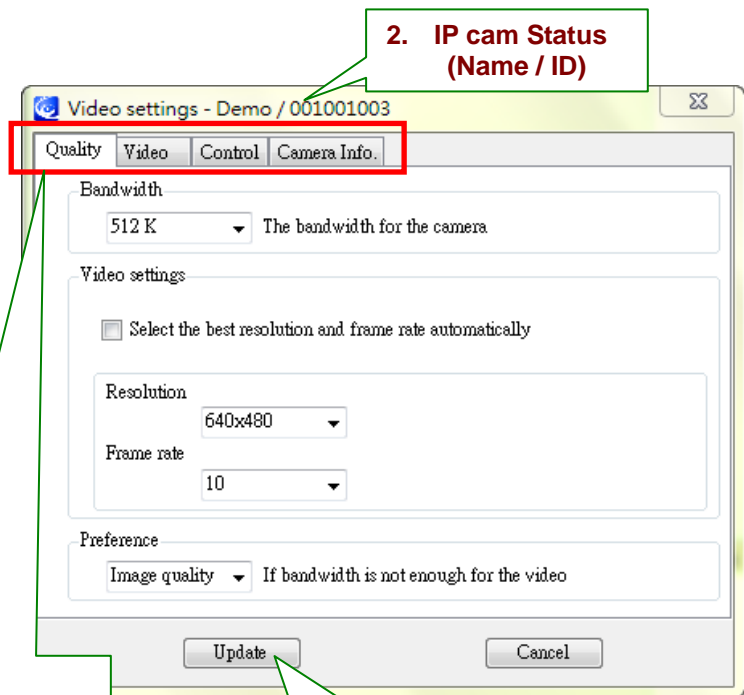 2. IP cam Status
(Name / ID)
Video settings - Demo / 001001003
Quality Video Control Camera Info.
Bandwidth
512 K The bandwidth for the camera
Video settings
Select the best resolution and frame rate automatically
Resolution
640x480
Frame rate
10
Preference
Image quality If bandwidth is not enough for the video
Update Cancel